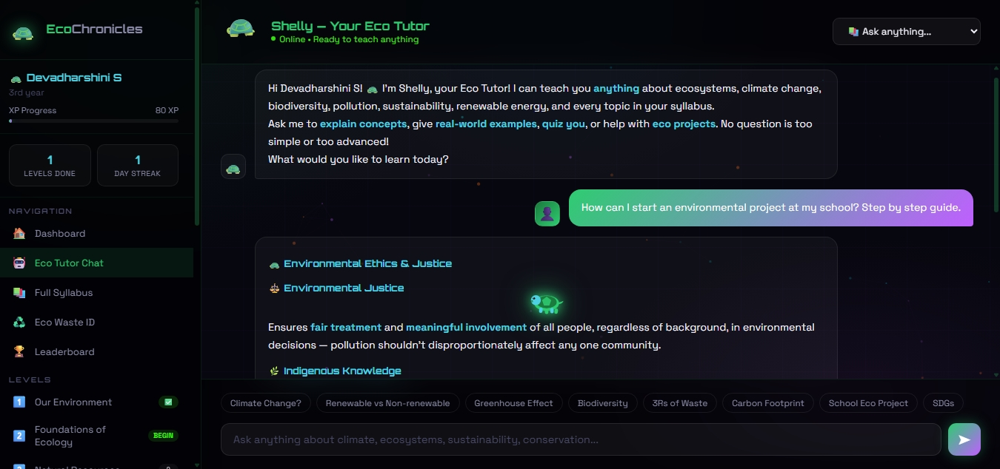 EcoChronicles
Devadharshini S
3rd year
XP Progress 80 XP
1 1
LEVELS DONE DAY STREAK
NAVIGATION
Dashboard
Eco Tutor Chat
Full Syllabus
Eco Waste ID
Leaderboard
LEVELS
1 Our Environment
2 Foundations of Ecology BEGIN
Natural Resources
Shelly — Your Eco Tutor
Online • Ready to teach anything
Ask anything...
Hi Devadharshini S! I'm Shelly, your Eco Tutor! I can teach you anything about ecosystems, climate change,
biodiversity, pollution, sustainability, renewable energy, and every topic in your syllabus.
Ask me to explain concepts, give real-world examples, quiz you, or help with eco projects. No question is too
simple or too advanced!
What would you like to learn today?
How can I start an environmental project at my school? Step by step guide.
Environmental Ethics & Justice
Environmental Justice
Ensures fair treatment and meaningful involvement of all people, regardless of background, in environmental
decisions — pollution shouldn't disproportionately affect any one community.
Indigenous Knowledge
Climate Change? Renewable vs Non-renewable Greenhouse Effect Biodiversity 3Rs of Waste Carbon Footprint School Eco Project SDGs
Ask anything about climate, ecosystems, sustainability, conservation...